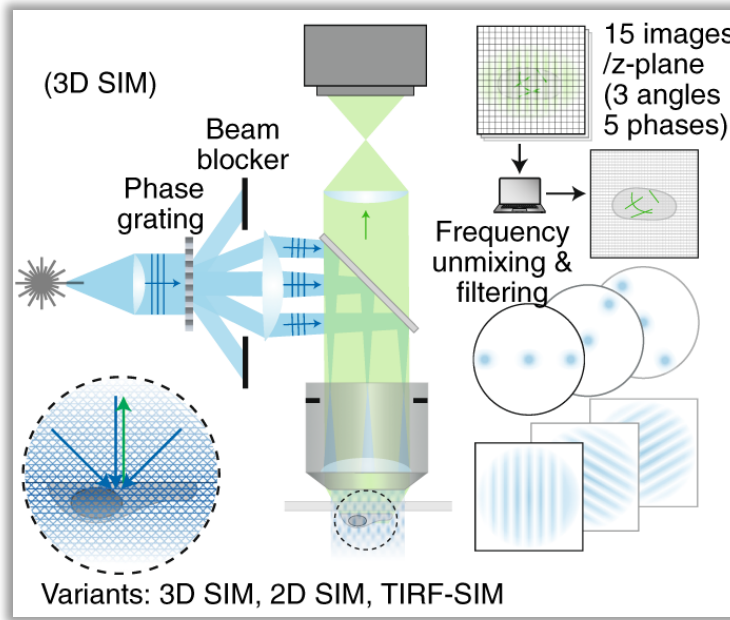 (3D SIM)
Beam
blocker
Phase
grating
15 images
/z-plane
(3 angles
5 phases)
Frequency
unmixing &
filtering
Variants: 3D SIM, 2D SIM, TIRF-SIM